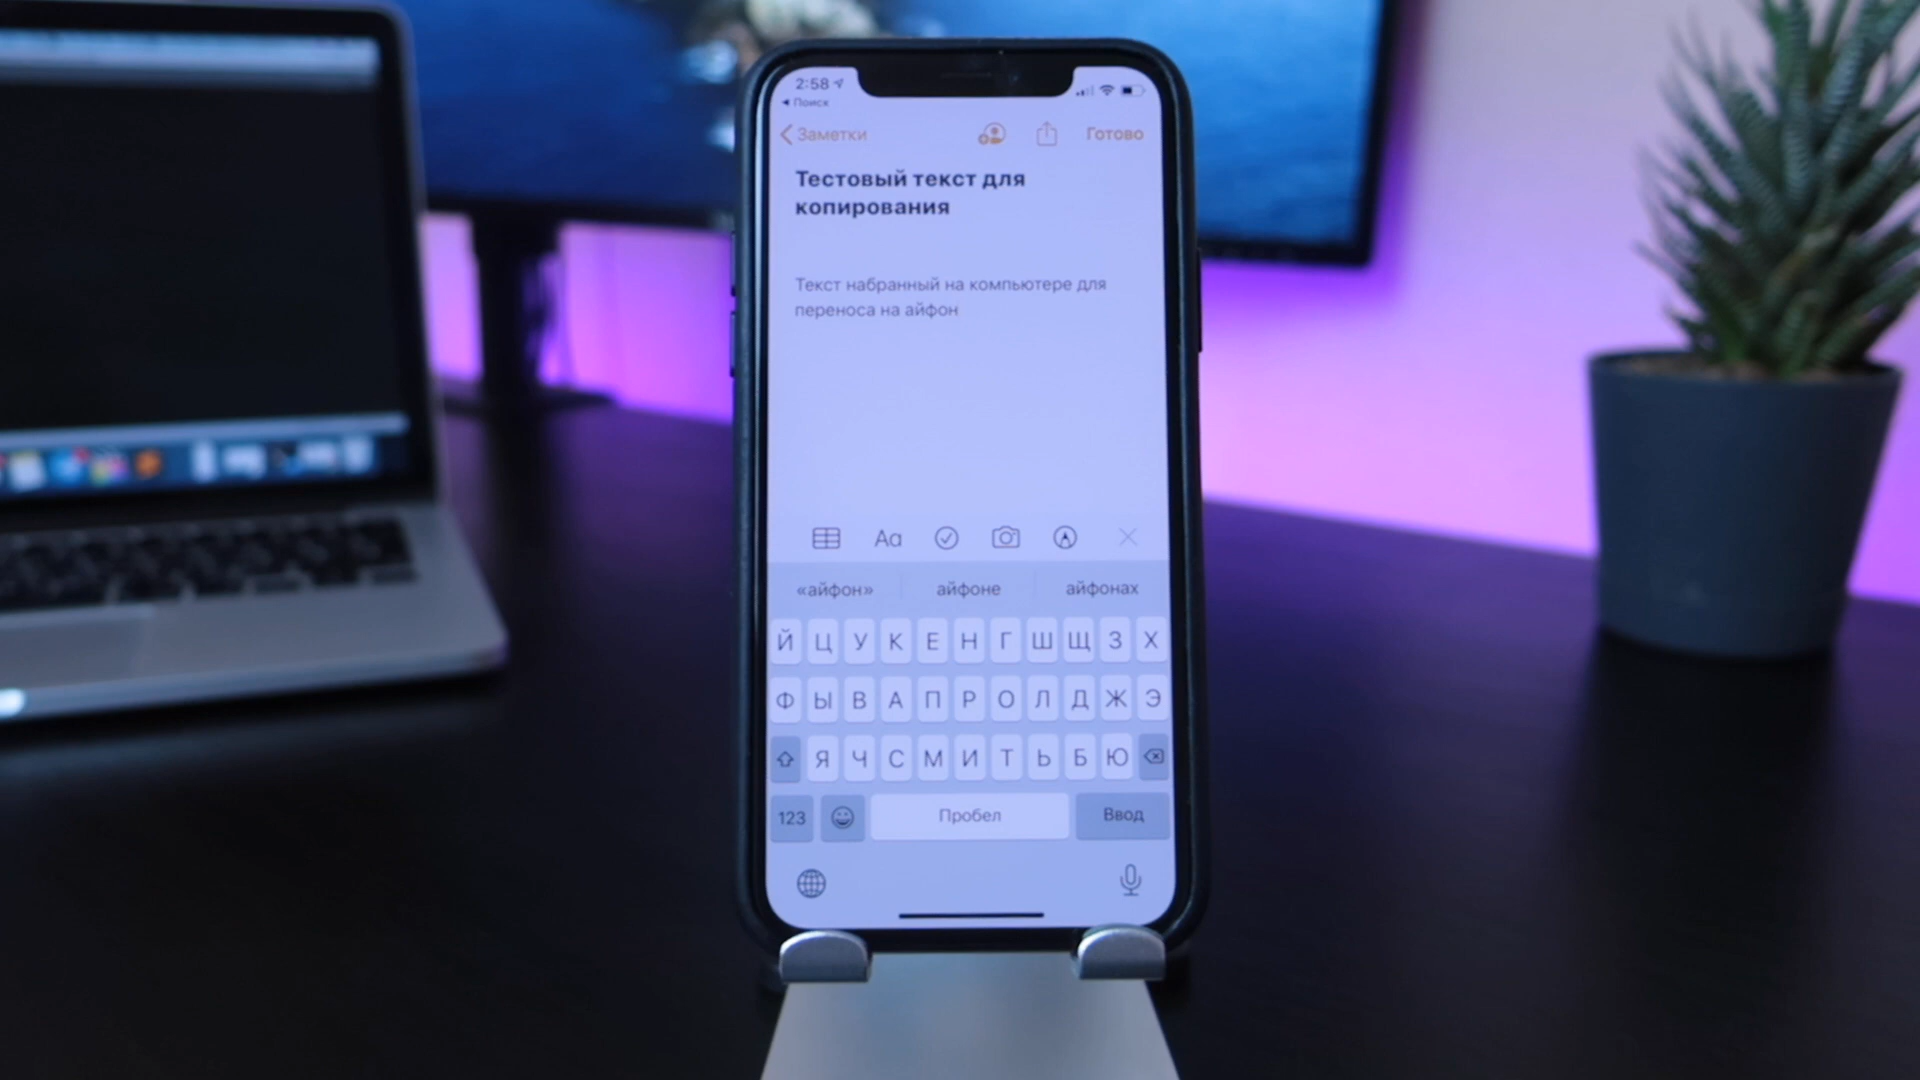 2:58
Поиск
Заметки
Готово
Тестовый текст для
копирования
Текст набранный на компьютере для
переноса на айфон
Aa
«айфон» айфоне айфонах
Й Ц У К Е Н Г Ш Щ З Х
Ф Ы В А П Р О Л Д Ж Э
Я Ч С М И Т Ь Б Ю
123 Пробел Ввод